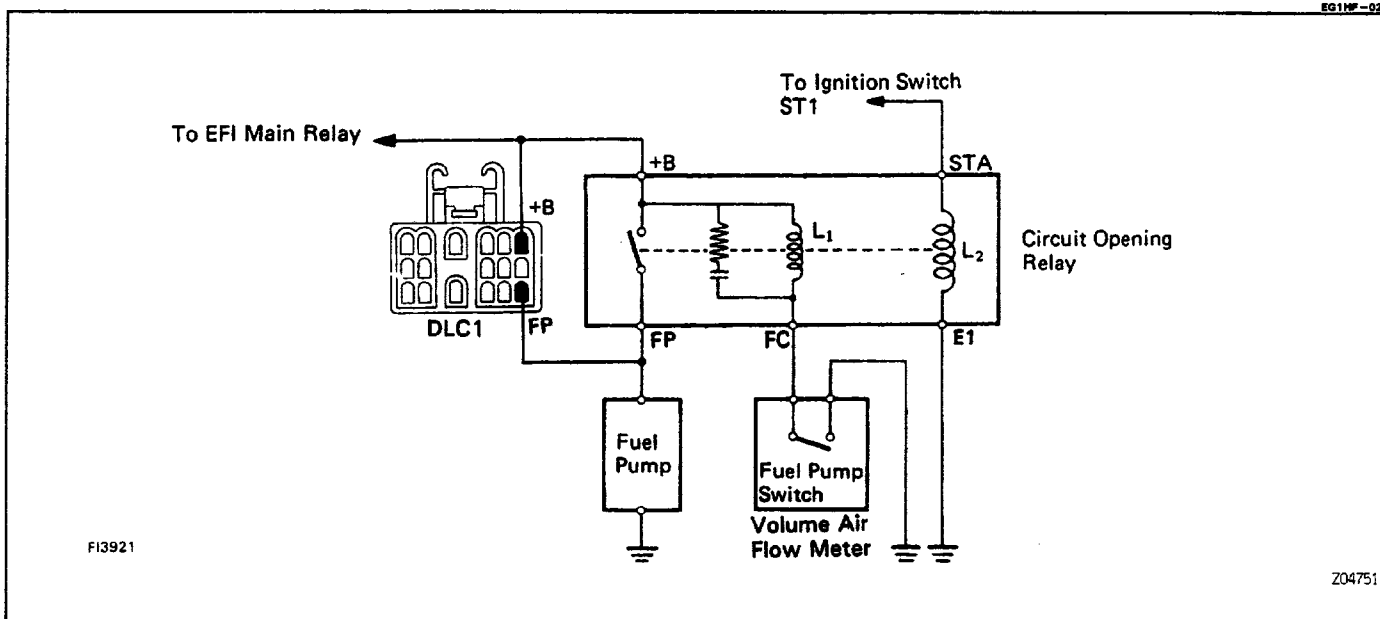 EG1HF-02
To Ignition Switch
ST1
To EFI Main Relay
+B
STA
+B
L1
L2
Circuit Opening
Relay
DLC1
FP
FP
FC
E1
Fuel
Pump
Fuel Pump
Switch
Volume Air
Flow Meter
FI3921
Z04751